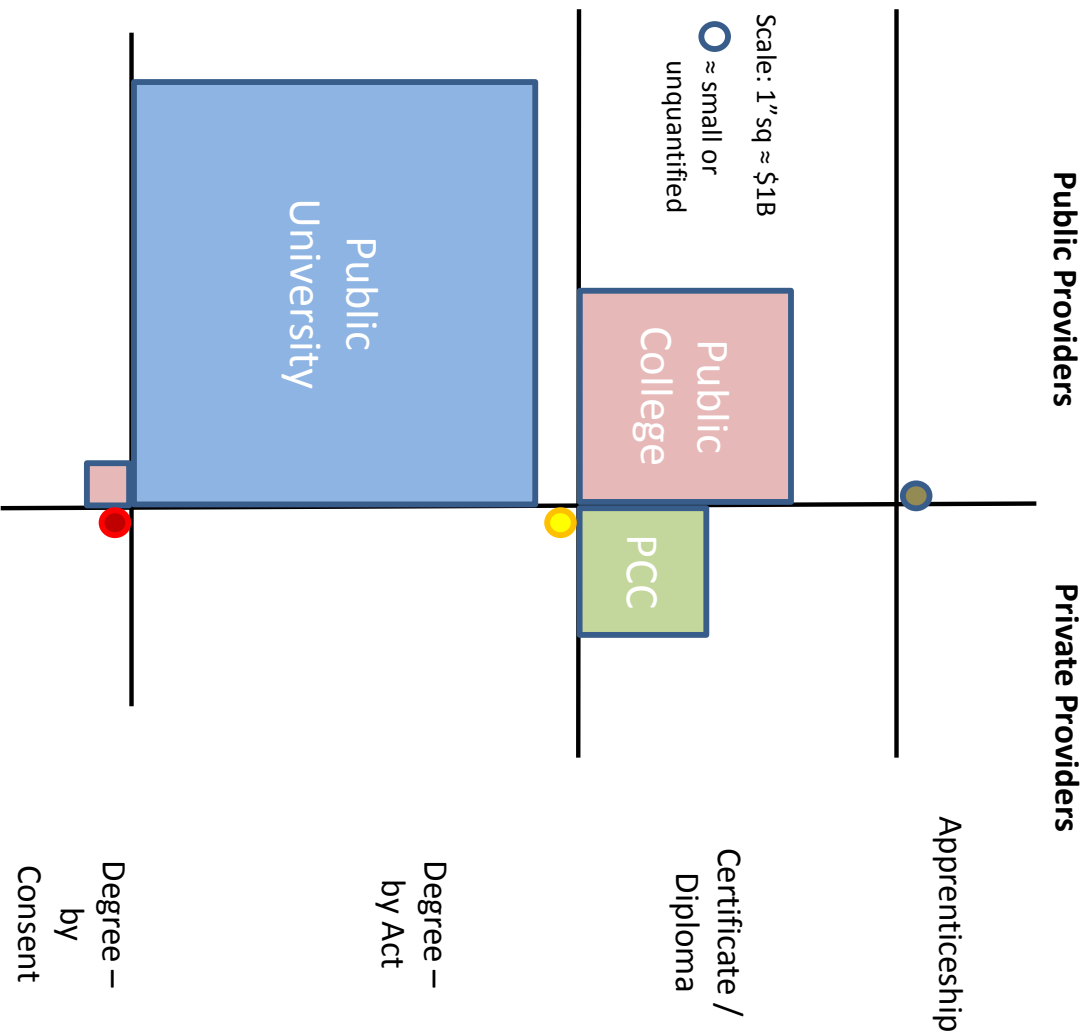 Public Providers
Private Providers
Scale: 1”sq ≈ $1B
≈ small or
unquantified
Apprenticeship
Public
College
PCC
Certificate /
Diploma
Public
University
Degree –
by Act
Degree –
by
Consent